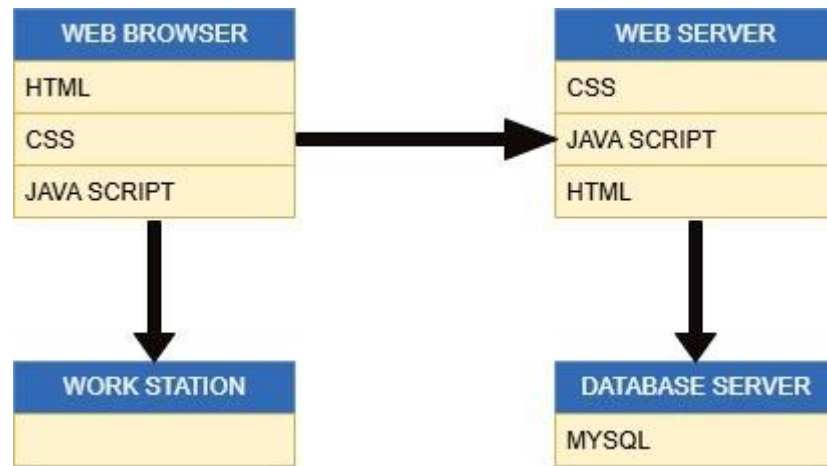 WEB BROWSER
HTML
CSS
JAVA SCRIPT
WEB SERVER
CSS
JAVA SCRIPT
HTML
WORK STATION
DATABASE SERVER
MYSQL